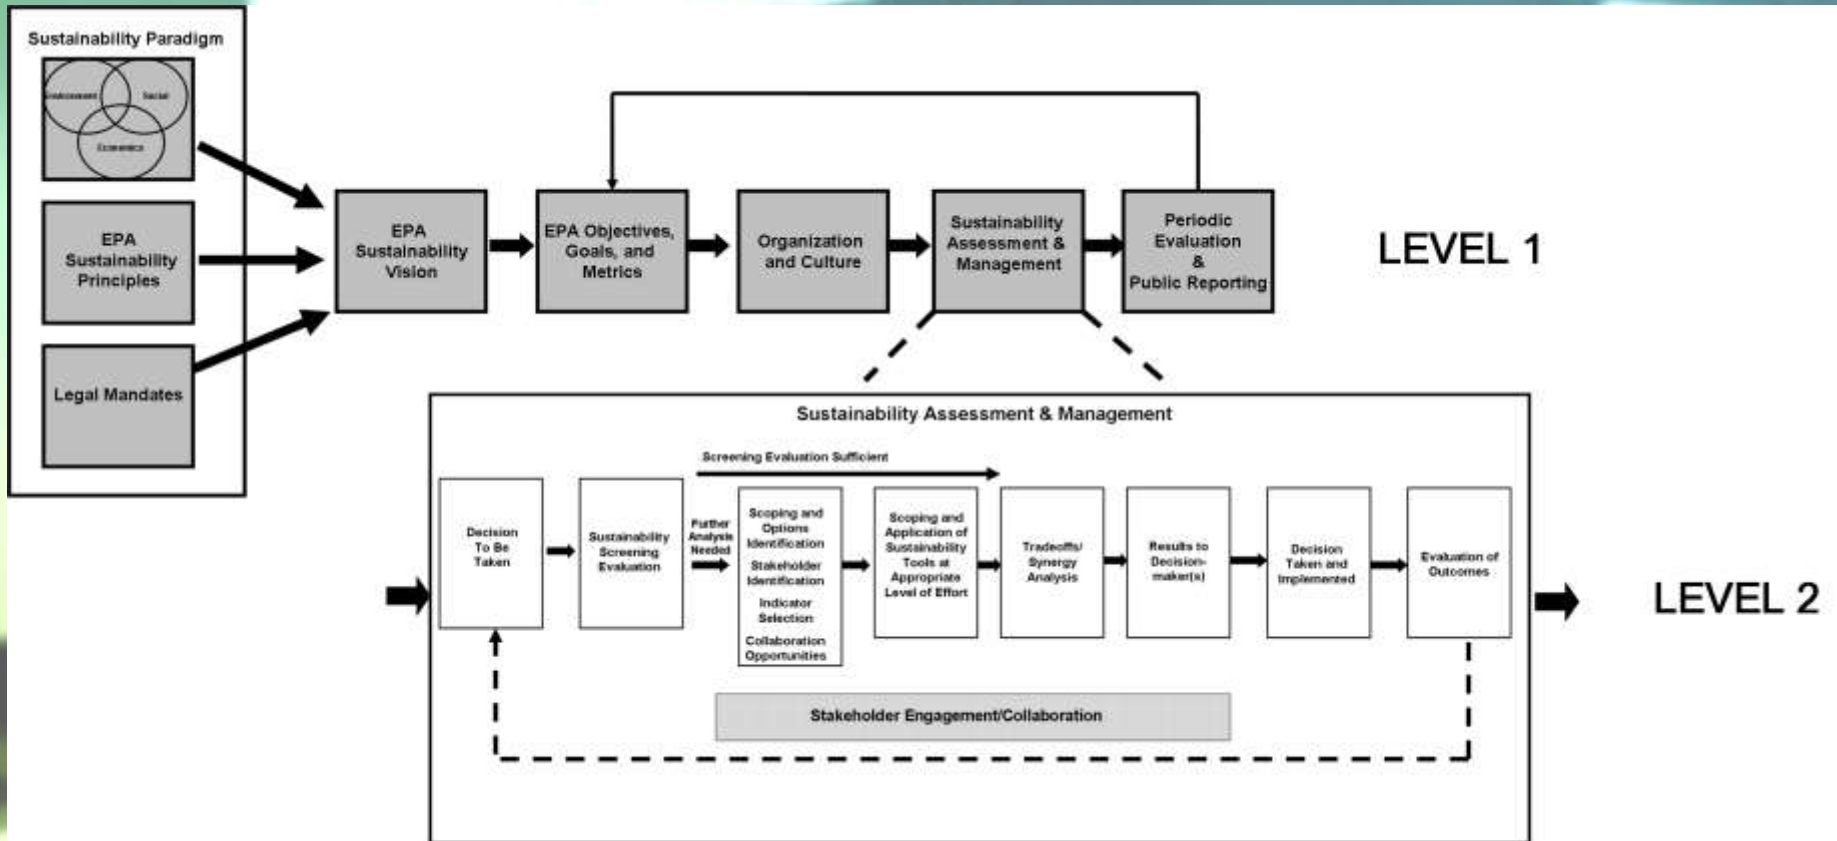 Sustainability Paradigm
Environment
Social
Economics
EPA
Sustainability
Principles
Legal Mandates
EPA
Sustainability
Vision
EPA Objectives,
Goals, and
Metrics
Organization
and Culture
Sustainability
Assessment &
Management
Periodic
Evaluation
&
Public Reporting
LEVEL 1
Sustainability Assessment & Management
Screening Evaluation Sufficient
Decision
To Be
Taken
Sustainability
Screening
Evaluation
Further
Analysis
Needed
Scoping and
Options
Identification
Stakeholder
Identification
Indicator
Selection
Collaboration
Opportunities
Scoping and
Application of
Sustainability
Tools at
Appropriate
Level of Effort
Tradeoffs/
Synergy
Analysis
Results to
Decision-
maker(s)
Decision
Taken and
Implemented
Evaluation of
Outcomes
Stakeholder Engagement/Collaboration
LEVEL 2